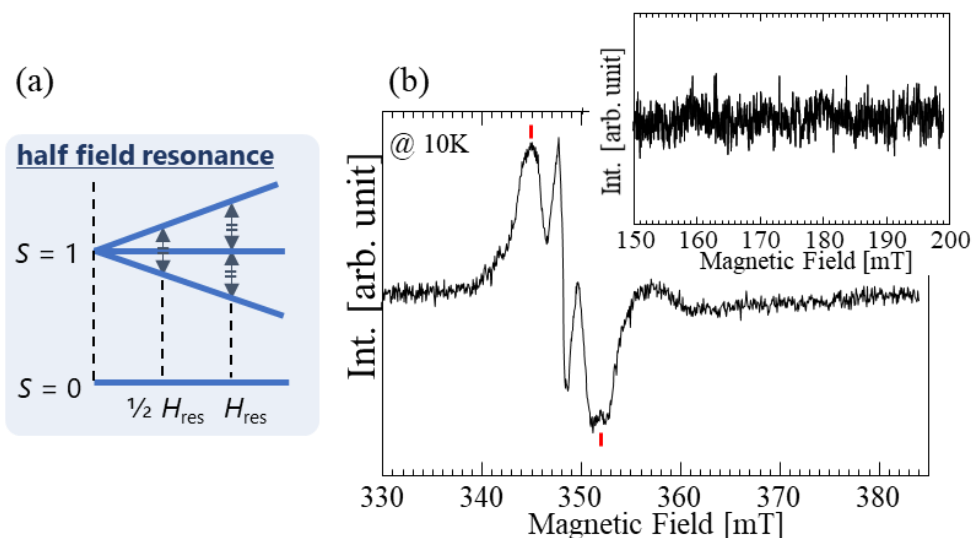 (a)
half field resonance
S = 1
S = 0
½ Hres
Hres
(b)
@ 10K
Int. [arb. unit]
330
340
350
360
370
380
Magnetic Field [mT]
Int. [arb. unit]
150 160 170 180 190 200
Magnetic Field [mT]